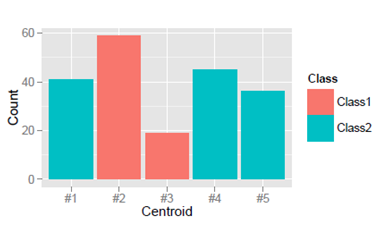 60
40
20
0
Count
#1 #2 #3 #4 #5
Centroid
Class
Class1
Class2